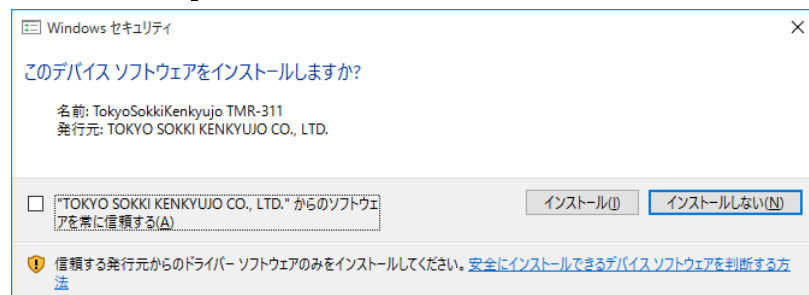 Windows セキュリティ
このデバイス ソフトウェアをインストールしますか?
名前: TokyoSokkiKenkyujo TMR-311
発行元: TOKYO SOKKI KENKYUJO CO., LTD.
"TOKYO SOKKI KENKYUJO CO., LTD." からのソフトウェ
アを常に信頼する(A)
インストール(I)
インストールしない(N)
信頼する発行元からのドライバー ソフトウェアのみをインストールしてください。安全にインストールできるデバイス ソフトウェアを判断する方
法